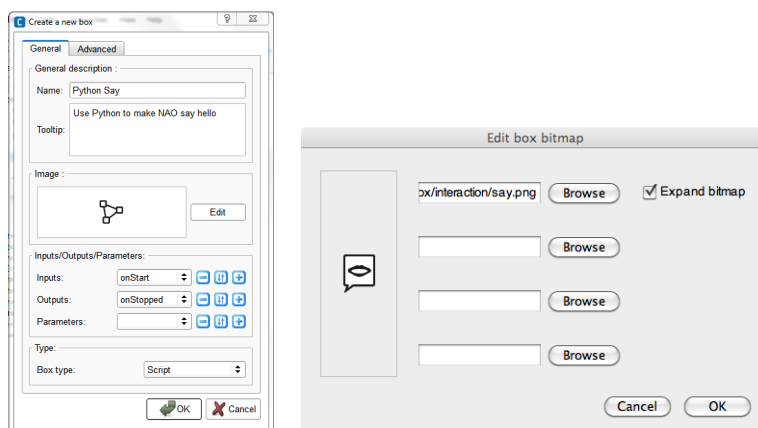 Create a new box
General Advanced
General description :
Name: Python Say
Use Python to make NAO say hello
Tooltip:
Image :
Edit
Inputs/Outputs/Parameters:
Inputs: onStart
Outputs: onStopped
Parameters:
Type:
Box type: Script
OK Cancel
Edit box bitmap
ox/interaction/say.png Browse Expand bitmap
Browse
Browse
Browse
Cancel OK